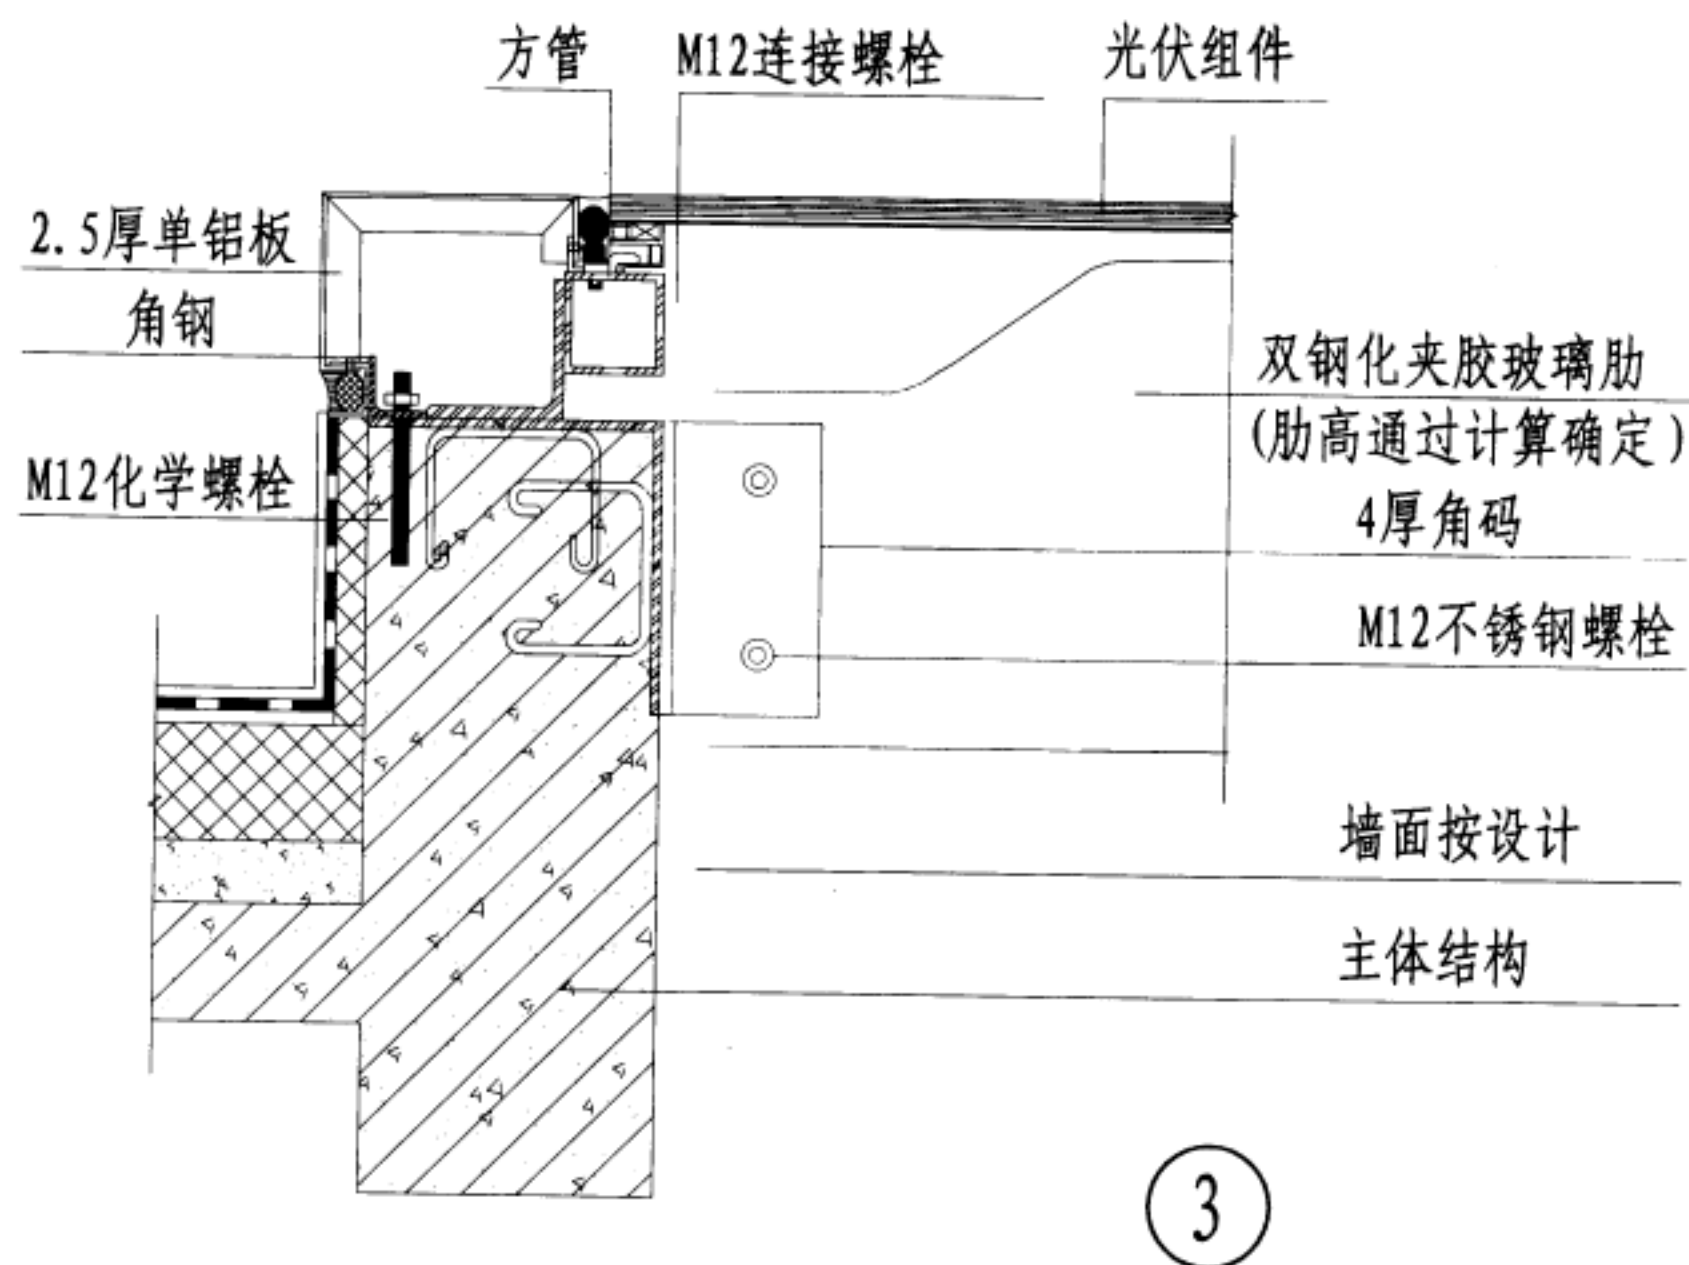 方管
M12连接螺栓
光伏组件
2.5厚单铝板
角钢
M12化学螺栓
双钢化夹胶玻璃肋
(肋高通过计算确定)
4厚角码
M12不锈钢螺栓
墙面按设计
主体结构
3